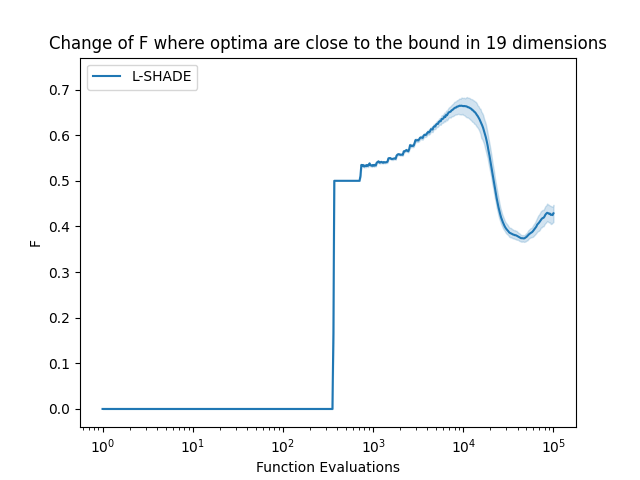 Change of F where optima are close to the bound in 19 dimensions
L-SHADE
0.7
0.6
0.5
0.4
0.3
0.2
0.1
0.0
F
10^0 10^1 10^2 10^3 10^4 10^5
Function Evaluations